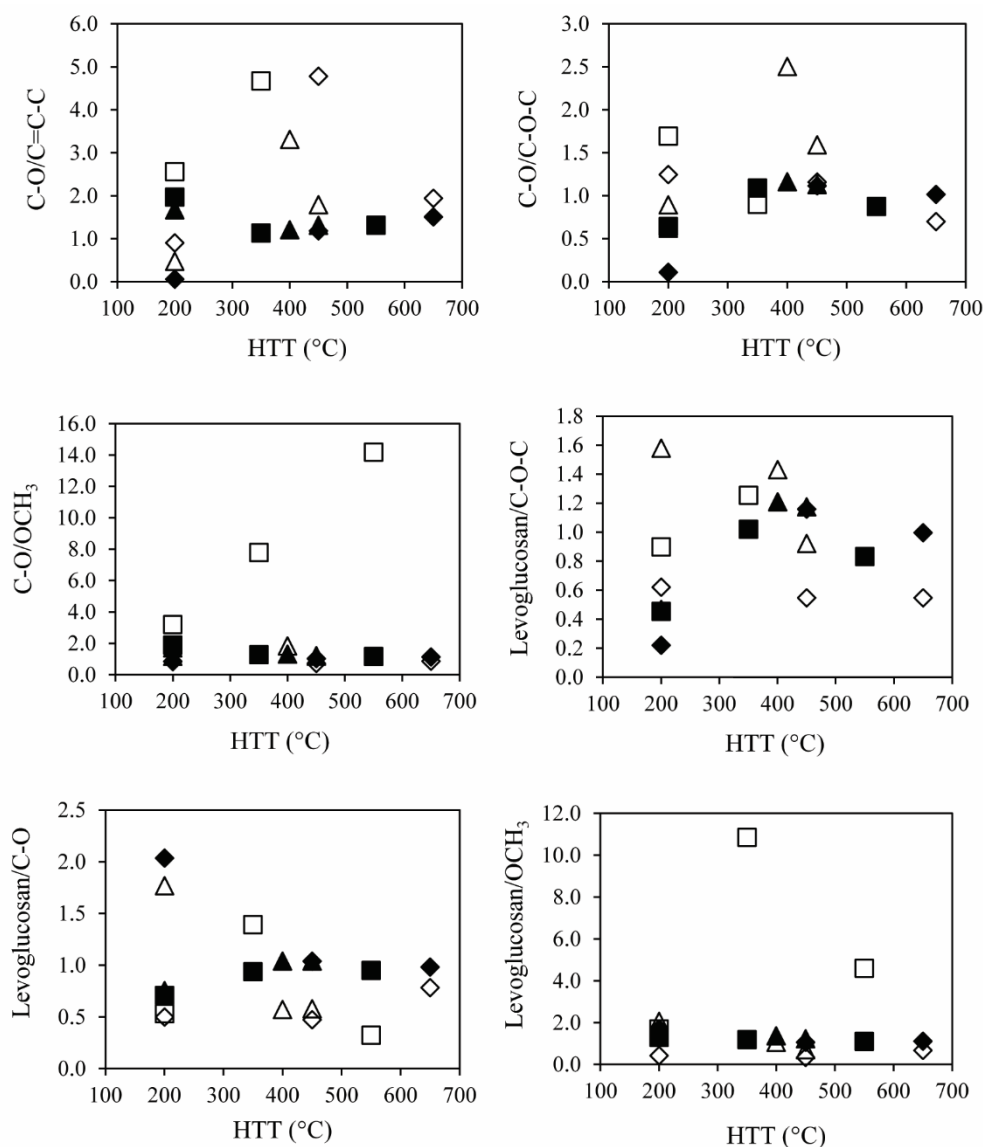 C-O/C=C-C
6.0
5.0
4.0
3.0
2.0
1.0
0.0
100 200 300 400 500 600 700
HTT (°C)
C-O/C-O-C
3.0
2.5
2.0
1.5
1.0
0.5
0.0
100 200 300 400 500 600 700
HTT (°C)
C-O/OCH₃
16.0
14.0
12.0
10.0
8.0
6.0
4.0
2.0
0.0
100 200 300 400 500 600 700
HTT (°C)
Levoglucosan/C-O-C
1.8
1.6
1.4
1.2
1.0
0.8
0.6
0.4
0.2
0.0
100 200 300 400 500 600 700
HTT (°C)
Levoglucosan/C-O
2.5
2.0
1.5
1.0
0.5
0.0
100 200 300 400 500 600 700
HTT (°C)
Levoglucosan/OCH₃
12.0
10.0
8.0
6.0
4.0
2.0
0.0
100 200 300 400 500 600 700
HTT (°C)